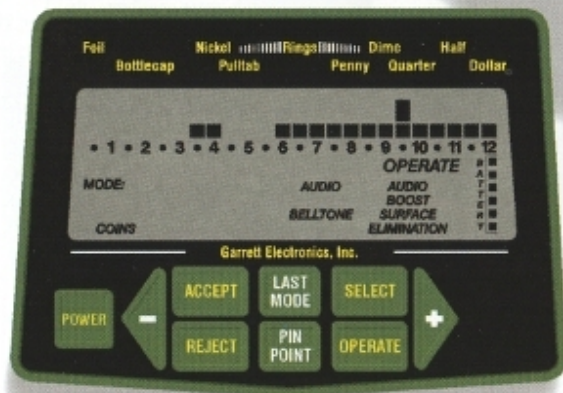 Foil Nickel Rings Dime Half
Bottlecap Pulltab Penny Quarter Dollar
• 1 • 2 • 3 • 4 • 5 • 6 • 7 • 8 • 9 • 10 • 11 • 12
OPERATE
MODE: AUDIO AUDIO
BOOST
BELLTONE SURFACE
COINS ELIMINATION
BATTERY
Garrett Electronics, Inc.
ACCEPT LAST MODE SELECT
POWER - +
REJECT PIN POINT OPERATE